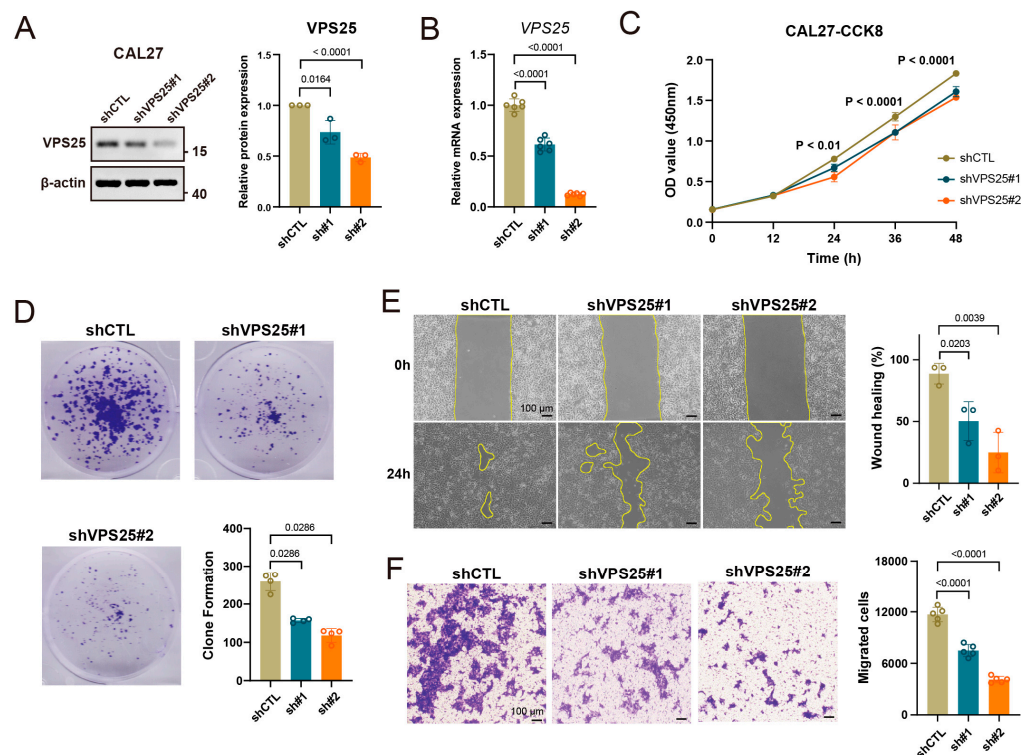 A
CAL27
shCTL
shVPS25#1
shVPS25#2
VPS25
15
β-actin
40
VPS25
< 0.0001
0.0164
Relative protein expression
1.5
1.0
0.5
0.0
shCTL
sh#1
sh#2
B
VPS25
<0.0001
<0.0001
Relative mRNA expression
1.5
1.0
0.5
0.0
shCTL
sh#1
sh#2
C
CAL27-CCK8
P < 0.0001
P < 0.0001
P < 0.01
OD value (450nm)
2.0
1.5
1.0
0.5
0.0
0
12
24
36
48
Time (h)
shCTL
shVPS25#1
shVPS25#2
D
shCTL
shVPS25#1
shVPS25#2
0.0286
0.0286
Clone Formation
400
300
200
100
0
shCTL
sh#1
sh#2
E
shCTL
shVPS25#1
shVPS25#2
0h
100 μm
24h
0.0039
0.0203
Wound healing (%)
100
50
0
shCTL
sh#1
sh#2
F
shCTL
shVPS25#1
shVPS25#2
100 μm
<0.0001
<0.0001
Migrated cells
18000
12000
6000
0
shCTL
sh#1
sh#2